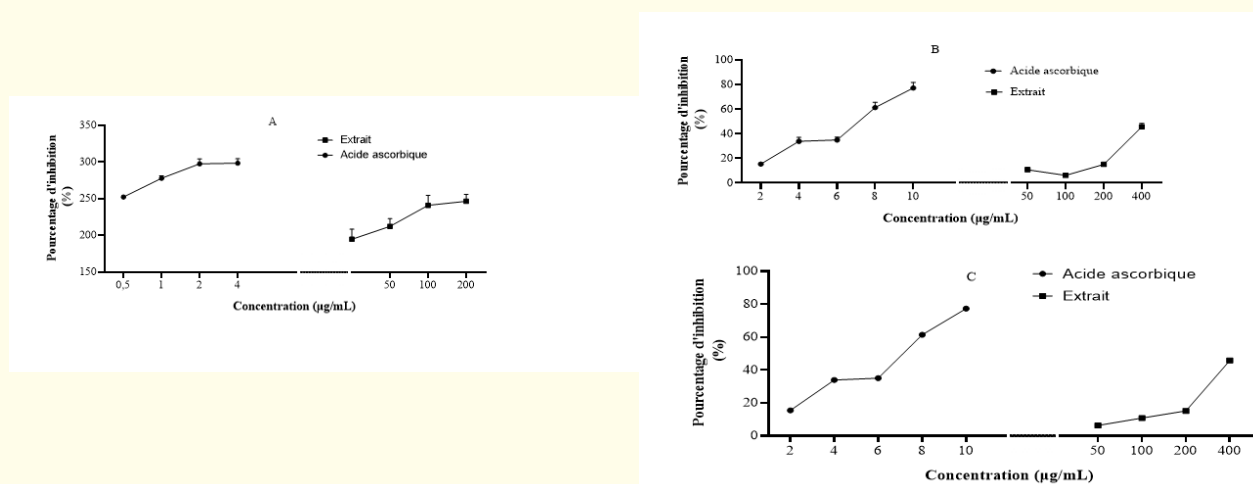 A
Extrait
Acide ascorbique
Pourcentage d'inhibition
(%)
350
300
250
200
150
0,5 1 2 4 50 100 200
Concentration (µg/mL)
B
Acide ascorbique
Extrait
Pourcentage d'inhibition
(%)
100
80
60
40
20
0
2 4 6 8 10 50 100 200 400
Concentration (µg/mL)
C
Acide ascorbique
Extrait
Pourcentage d'inhibition
(%)
100
80
60
40
20
0
2 4 6 8 10 50 100 200 400
Concentration (µg/mL)